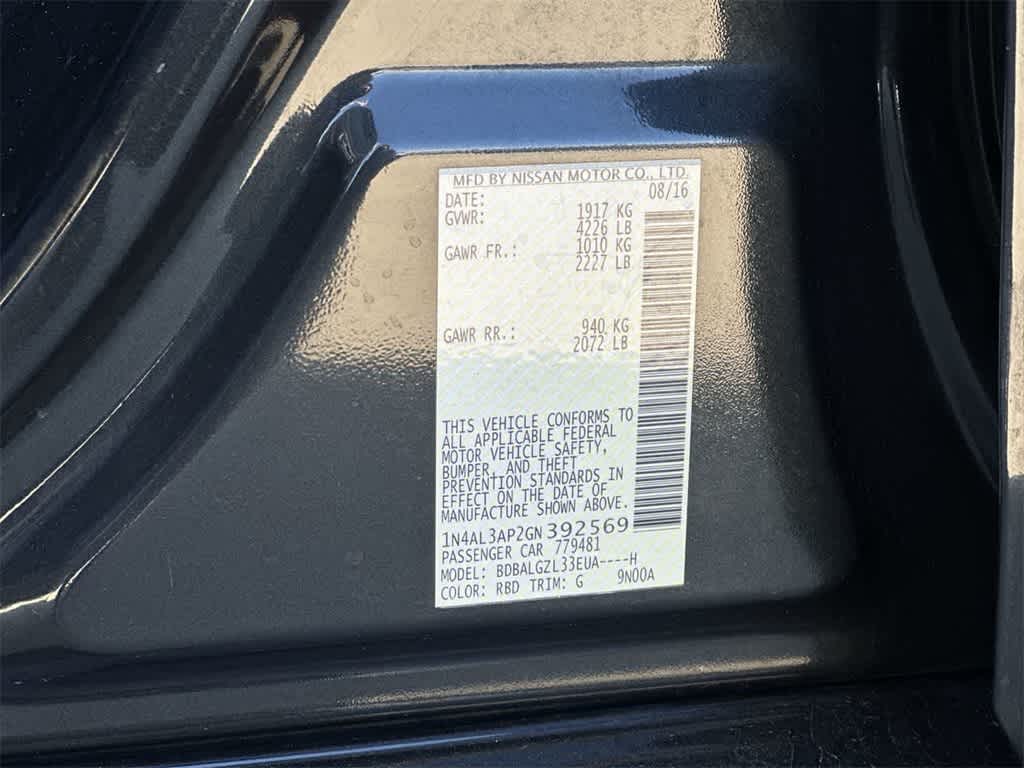 MFD BY NISSAN MOTOR CO., LTD.
DATE: 08/16
GVWR: 1917 KG
4226 LB
GAWR FR.: 1010 KG
2227 LB
GAWR RR.: 940 KG
2072 LB
THIS VEHICLE CONFORMS TO
ALL APPLICABLE FEDERAL
MOTOR VEHICLE SAFETY,
BUMPER, AND THEFT
PREVENTION STANDARDS IN
EFFECT ON THE DATE OF
MANUFACTURE SHOWN ABOVE.
1N4AL3AP2GN392569
PASSENGER CAR 779481
MODEL: BDBALGZL33EUA----H
COLOR: RBD TRIM: G 9N00A